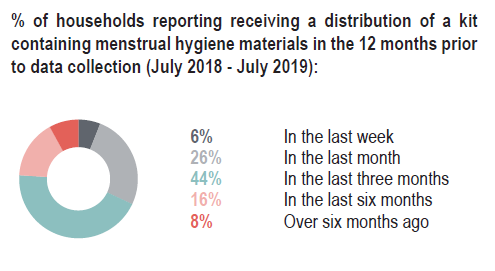 % of households reporting receiving a distribution of a kit
containing menstrual hygiene materials in the 12 months prior
to data collection (July 2018 - July 2019):
6% In the last week
26% In the last month
44% In the last three months
16% In the last six months
8% Over six months ago